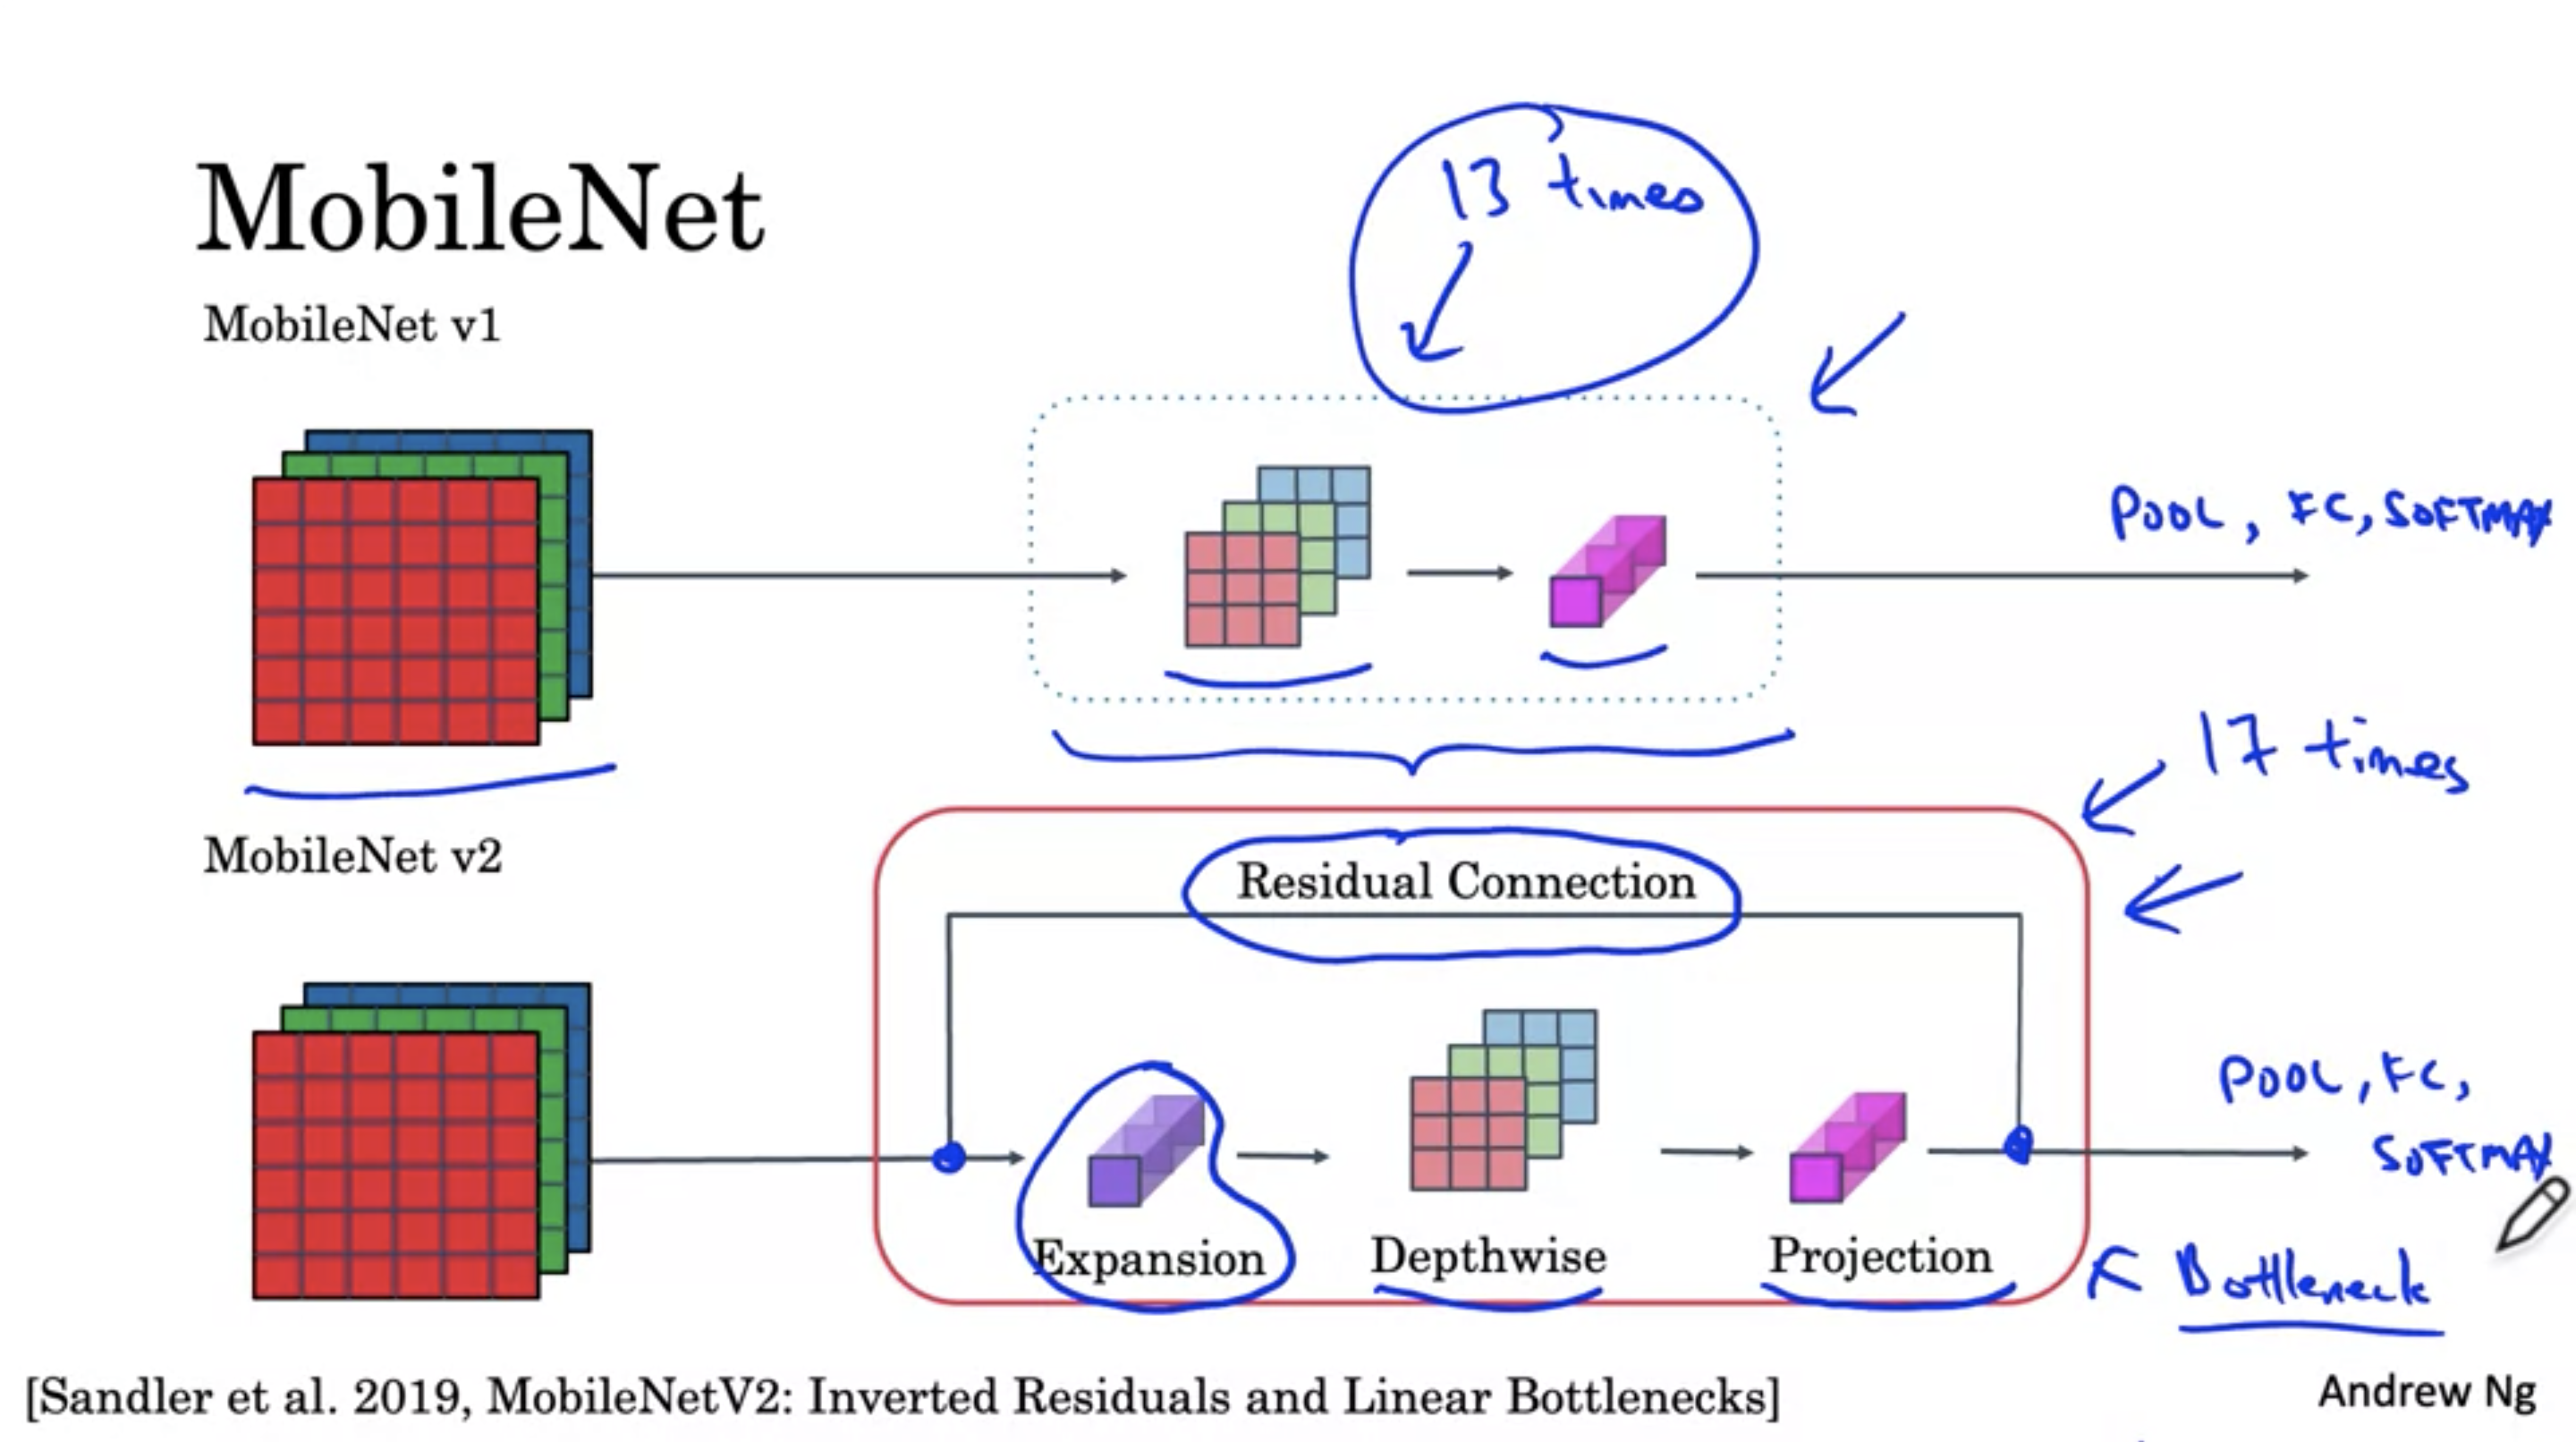 MobileNet
13 times
MobileNet v1
POOL, FC, SOFTMAX
17 times
MobileNet v2
Residual Connection
POOL, FC,
SOFTMAX
Expansion
Depthwise
Projection
Bottleneck
[Sandler et al. 2019, MobileNetV2: Inverted Residuals and Linear Bottlenecks]
Andrew Ng